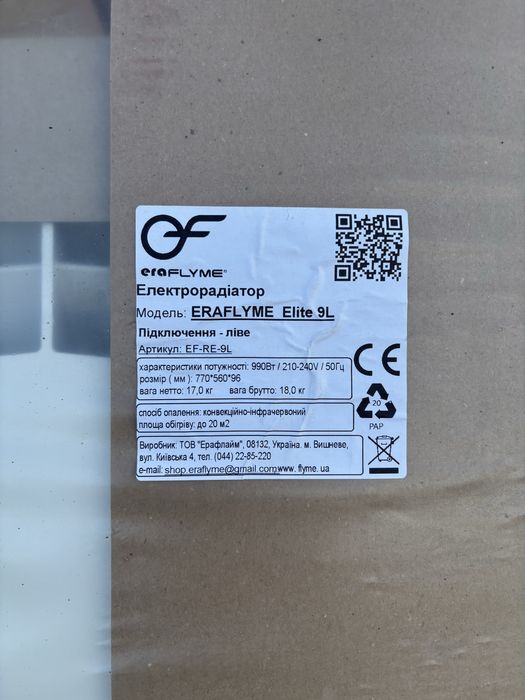 eraFLYME®
Електрорадіатор
Модель: ERAFLYME Elite 9L
Підключення - ліве
Артикул: EF-RE-9L
характеристики потужності: 990Вт / 210-240V / 50Гц
розмір ( мм ): 770*560*96
вага нетто: 17,0 кг вага брутто: 18,0 кг
CE
спосіб опалення: конвекційно-інфрачервоний
площа обігріву: до 20 м2
20
PAP
Виробник: ТОВ "Ерафлайм", 08132, Україна. м. Вишневе,
вул. Київська 4, тел. (044) 22-85-220
e-mail: shop.eraflyme@gmail.comwww. flyme. ua